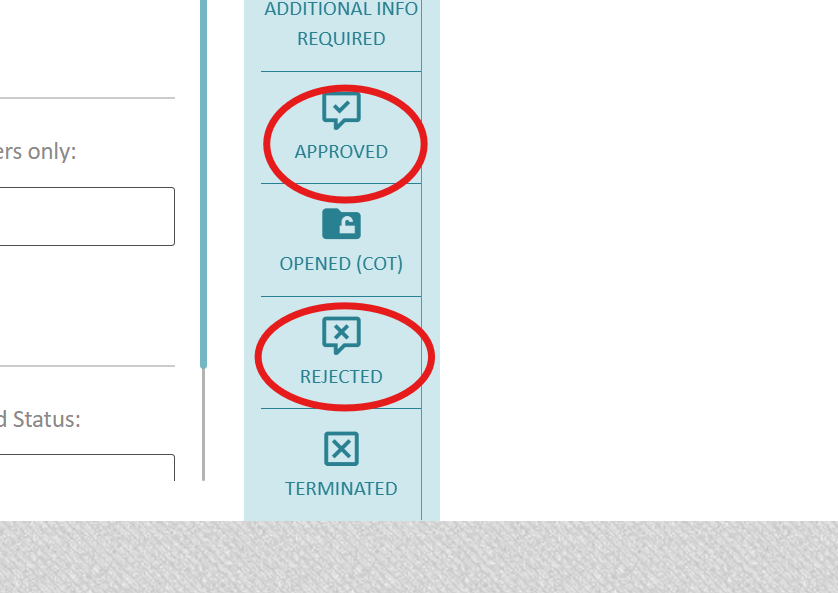 ADDITIONAL INFO
REQUIRED
ers only:
APPROVED
OPENED (COT)
REJECTED
d Status:
TERMINATED